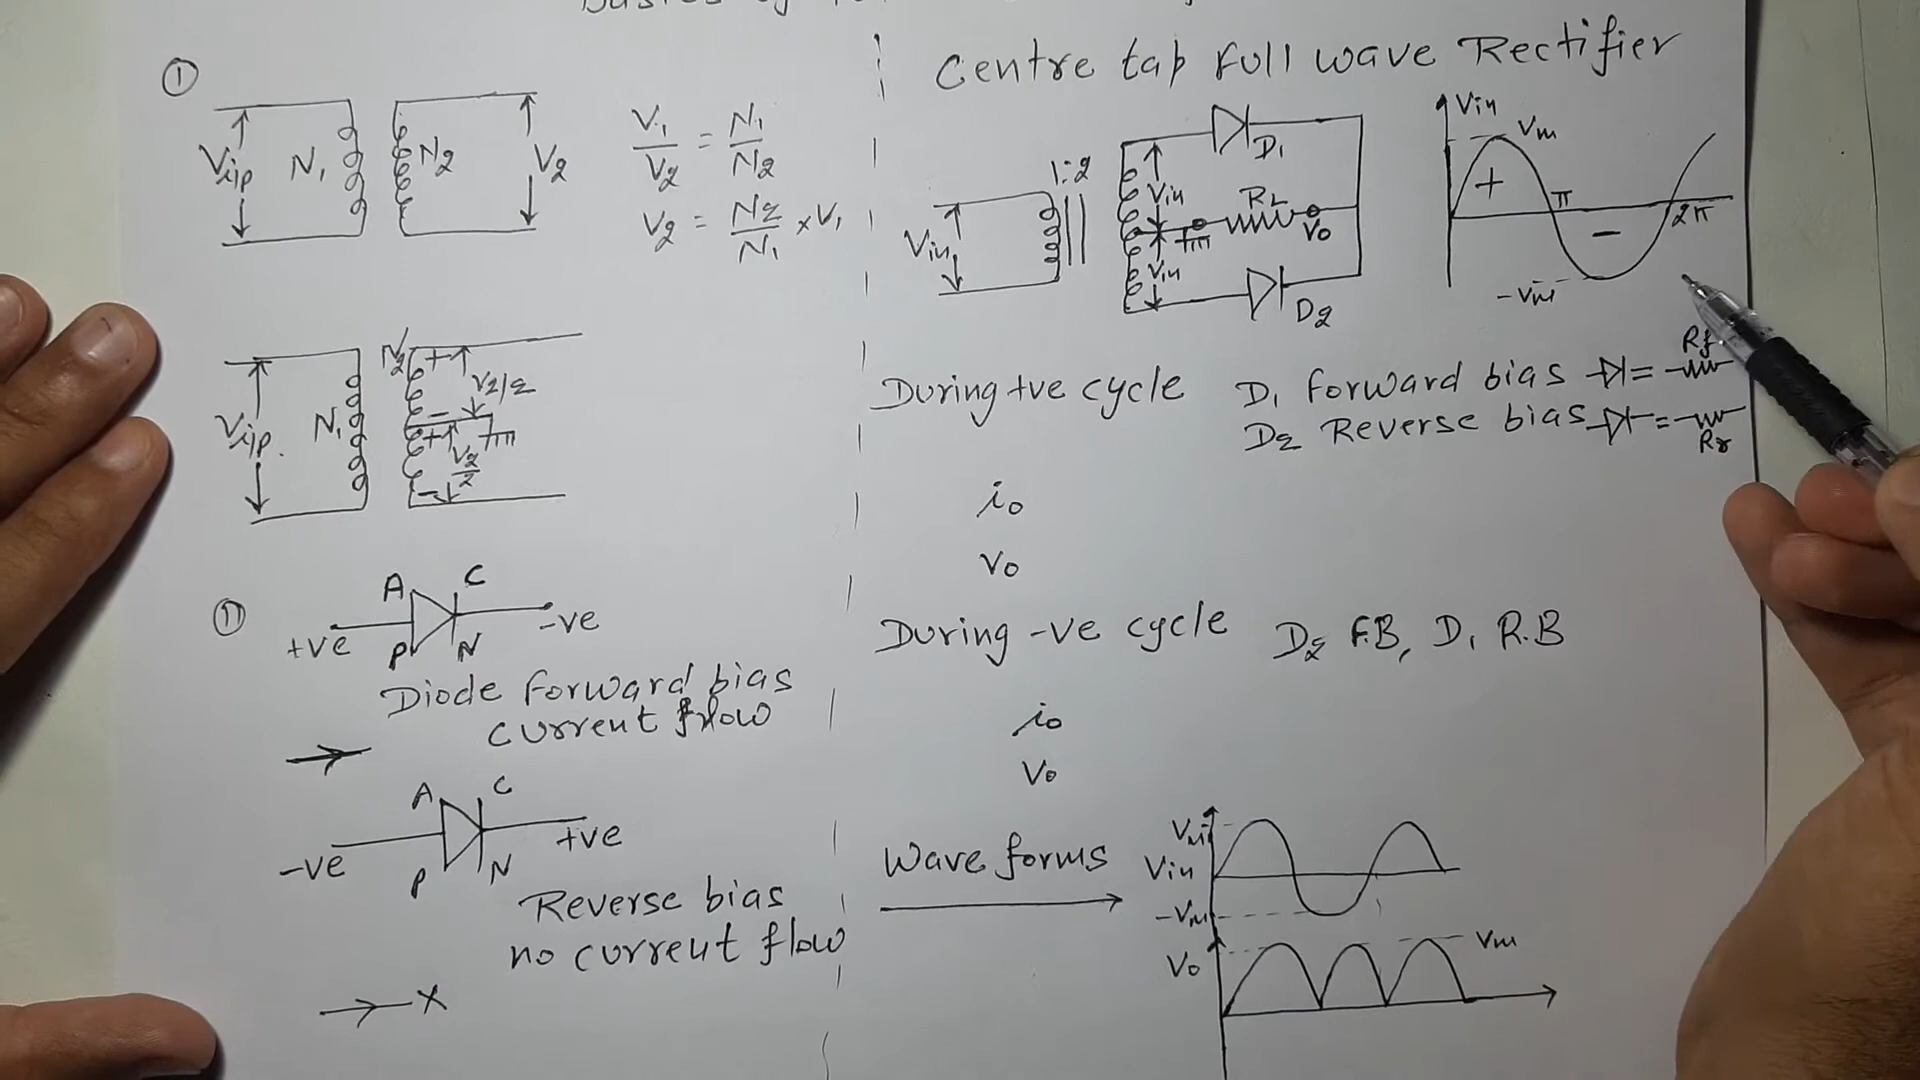 Basics of
①
Vi/p N₁ N₂ V₂
V₁/V₂ = N₁/N₂
V₂ = N₂/N₁ × V₁
Vi/p N₁ N₂ + V₂/2 -
+ V₂/2 -
⑪
A C
+ve P N -ve
Diode forward bias
current flow
A C
-ve P N +ve
Reverse bias
no current flow
X
Centre tap full wave Rectifier
Vin 1:2 Vin Vin D₁ RL Vo D₂
Vin Vm + π - 2π -Vm
During +ve cycle D₁ forward bias = Rf
D₂ Reverse bias = Rr
io
Vo
During -ve cycle D₂ F.B, D₁ R.B
io
Vo
Wave forms
Vm
Vin
-Vm
Vo Vm